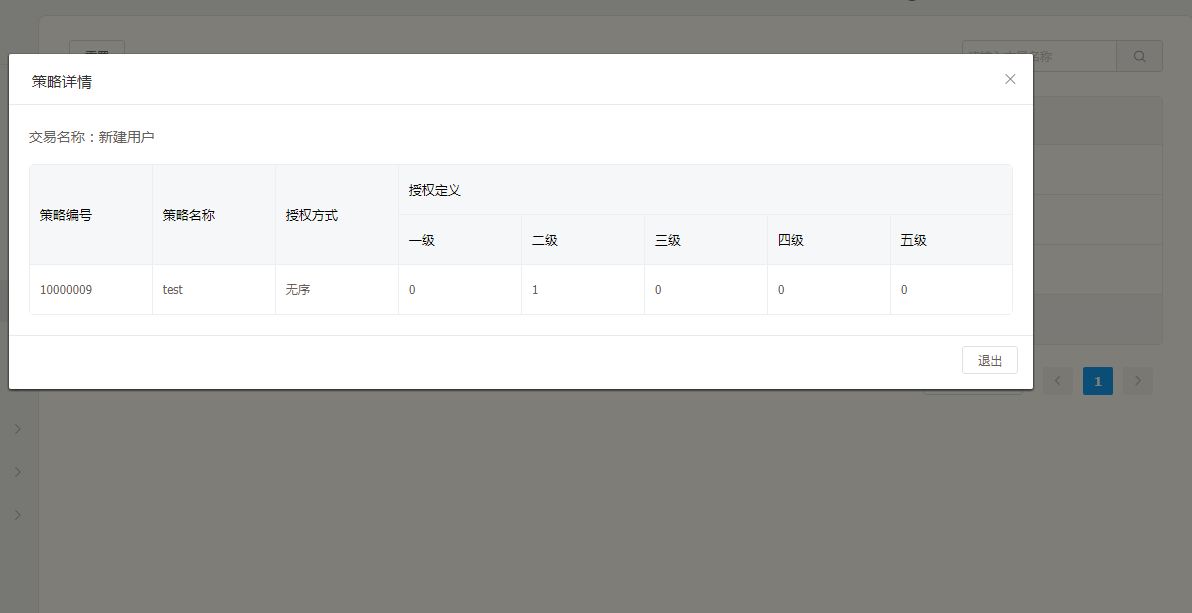 策略详情
交易名称：新建用户
策略编号 策略名称 授权方式 授权定义
一级 二级 三级 四级 五级
10000009 test 无序 0 1 0 0 0
退出
1